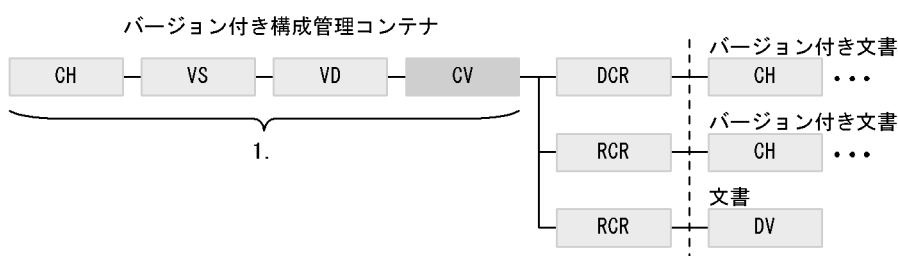 バージョン付き構成管理コンテナ
バージョン付き文書
CH VS VD CV DCR CH ・・・
バージョン付き文書
1. RCR CH ・・・
文書
RCR DV